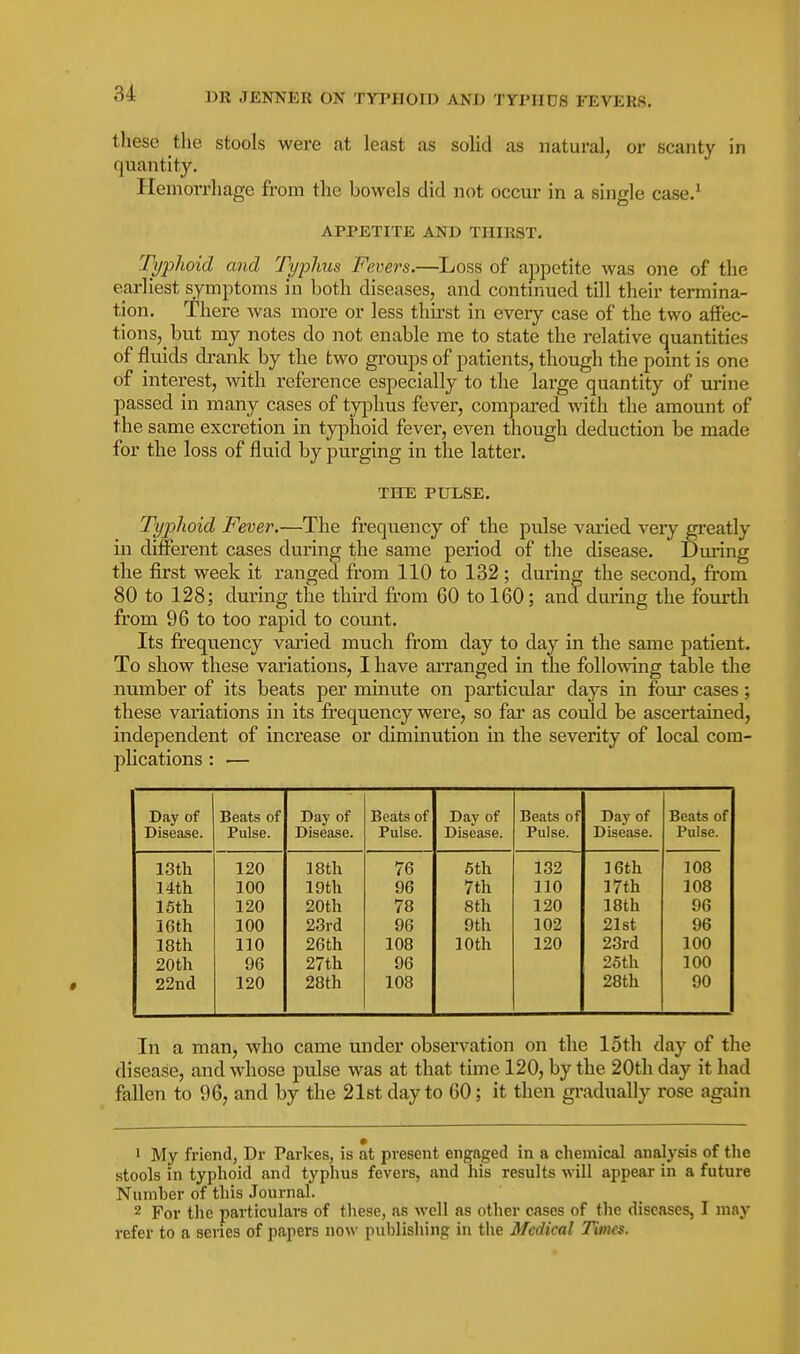 34
DR JENNER ON TYPHOID AND TYPHUS FEVERS.
these the stools were at least as solid as natural, or scanty in
quantity.
Hemorrhage from the bowels did not occur in a single case.¹
APPETITE AND THIRST.
Typhoid and Typhus Fevers.—Loss of appetite was one of the
earliest symptoms in both diseases, and continued till their termina-
tion. There was more or less thirst in every case of the two affec-
tions, but my notes do not enable me to state the relative quantities
of fluids drank by the two groups of patients, though the point is one
of interest, with reference especially to the large quantity of urine
passed in many cases of typhus fever, compared with the amount of
the same excretion in typhoid fever, even though deduction be made
for the loss of fluid by purging in the latter.
THE PULSE.
Typhoid Fever.—The frequency of the pulse varied very greatly
in different cases during the same period of the disease. During
the first week it ranged from 110 to 132; during the second, from
80 to 128; during the third from 60 to 160; and during the fourth
from 96 to too rapid to count.
Its frequency varied much from day to day in the same patient.
To show these variations, I have arranged in the following table the
number of its beats per minute on particular days in four cases;
these variations in its frequency were, so far as could be ascertained,
independent of increase or diminution in the severity of local com-
plications : —
Day of Disease. Beats of Pulse. Day of Disease. Beats of Pulse. Day of Disease. Beats of Pulse. Day of Disease. Beats of Pulse.
13th 120 18th 76 5th 132 16th 108
14th 100 19th 96 7th 110 17th 108
15th 120 20th 78 8th 120 18th 96
16th 100 23rd 96 9th 102 21st 96
18th 110 26th 108 10th 120 23rd 100
20th 96 27th 96 25th 100
22nd 120 28th 108 28th 90
In a man, who came under observation on the 15th day of the
disease, and whose pulse was at that time 120, by the 20th day it had
fallen to 96, and by the 21st day to 60; it then gradually rose again
1 My friend, Dr Parkes, is at present engaged in a chemical analysis of the
stools in typhoid and typhus fevers, and his results will appear in a future
Number of this Journal.
2 For the particulars of these, as well as other cases of the diseases, I may
refer to a series of papers now publishing in the Medical Times.